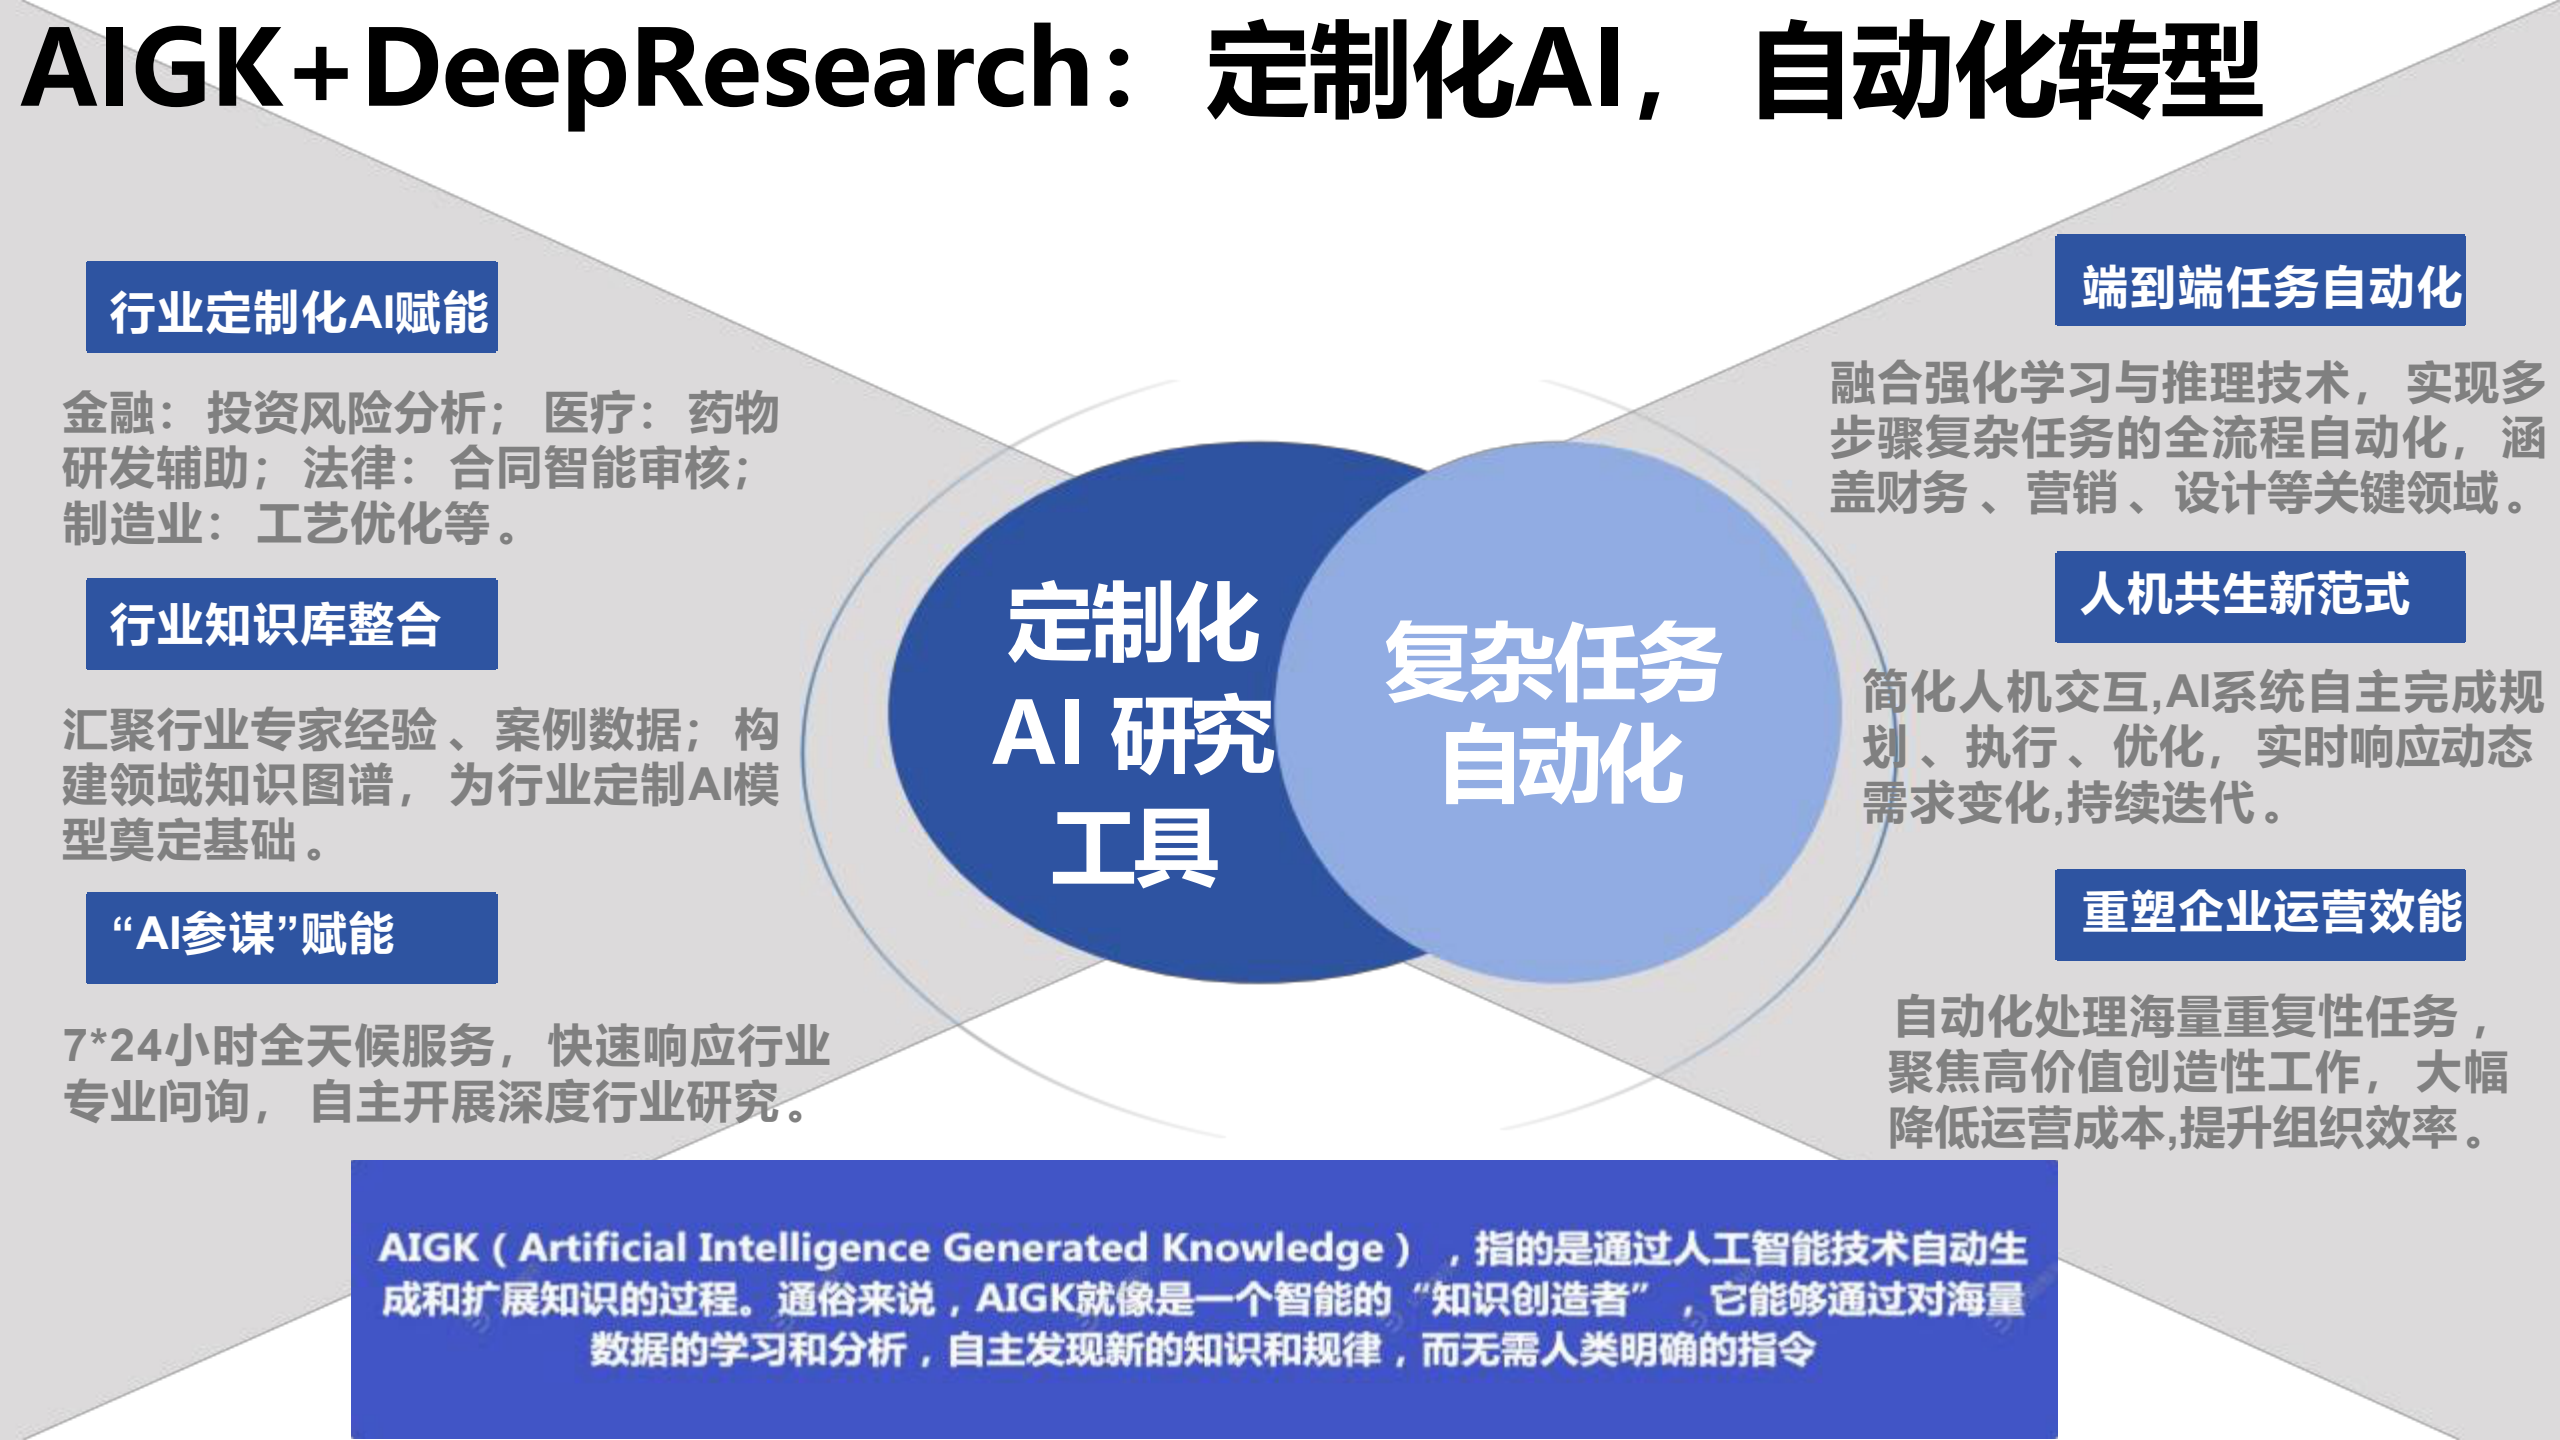 AIGK+DeepResearch：定制化AI，自动化转型
行业定制化AI赋能
金融：投资风险分析；医疗：药物
研发辅助；法律：合同智能审核；
制造业：工艺优化等。
行业知识库整合
汇聚行业专家经验、案例数据；构
建领域知识图谱，为行业定制AI模
型奠定基础。
“AI参谋”赋能
7*24小时全天候服务，快速响应行业
专业问询，自主开展深度行业研究。
定制化
AI 研究
工具
复杂任务
自动化
端到端任务自动化
融合强化学习与推理技术，实现多
步骤复杂任务的全流程自动化，涵
盖财务、营销、设计等关键领域。
人机共生新范式
简化人机交互,AI系统自主完成规
划、执行、优化，实时响应动态
需求变化,持续迭代。
重塑企业运营效能
自动化处理海量重复性任务，
聚焦高价值创造性工作，大幅
降低运营成本,提升组织效率。
AIGK（Artificial Intelligence Generated Knowledge），指的是通过人工智能技术自动生
成和扩展知识的过程。通俗来说，AIGK就像是一个智能的“知识创造者”，它能够通过对海量
数据的学习和分析，自主发现新的知识和规律，而无需人类明确的指令